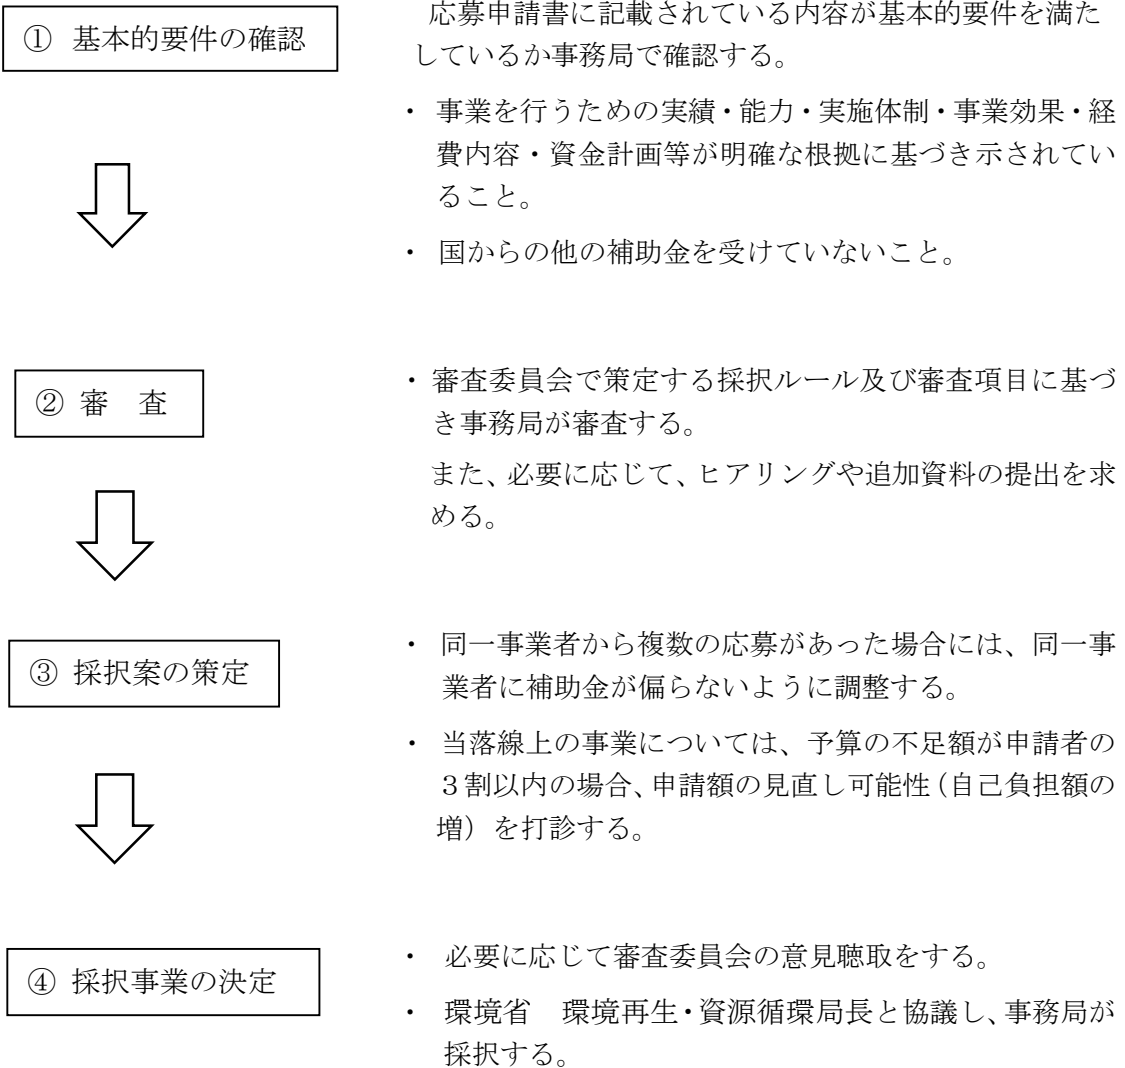 ① 基本的要件の確認
応募申請書に記載されている内容が基本的要件を満た
しているか事務局で確認する。
・ 事業を行うための実績・能力・実施体制・事業効果・経
費内容・資金計画等が明確な根拠に基づき示されてい
ること。
・ 国からの他の補助金を受けていないこと。
② 審　査
・ 審査委員会で策定する採択ルール及び審査項目に基づ
き事務局が審査する。
また、必要に応じて、ヒアリングや追加資料の提出を求
める。
③ 採択案の策定
・ 同一事業者から複数の応募があった場合には、同一事
業者に補助金が偏らないように調整する。
・ 当落線上の事業については、予算の不足額が申請者の
３割以内の場合、申請額の見直し可能性（自己負担額の
増）を打診する。
④ 採択事業の決定
・ 必要に応じて審査委員会の意見聴取をする。
・ 環境省　環境再生・資源循環局長と協議し、事務局が
採択する。